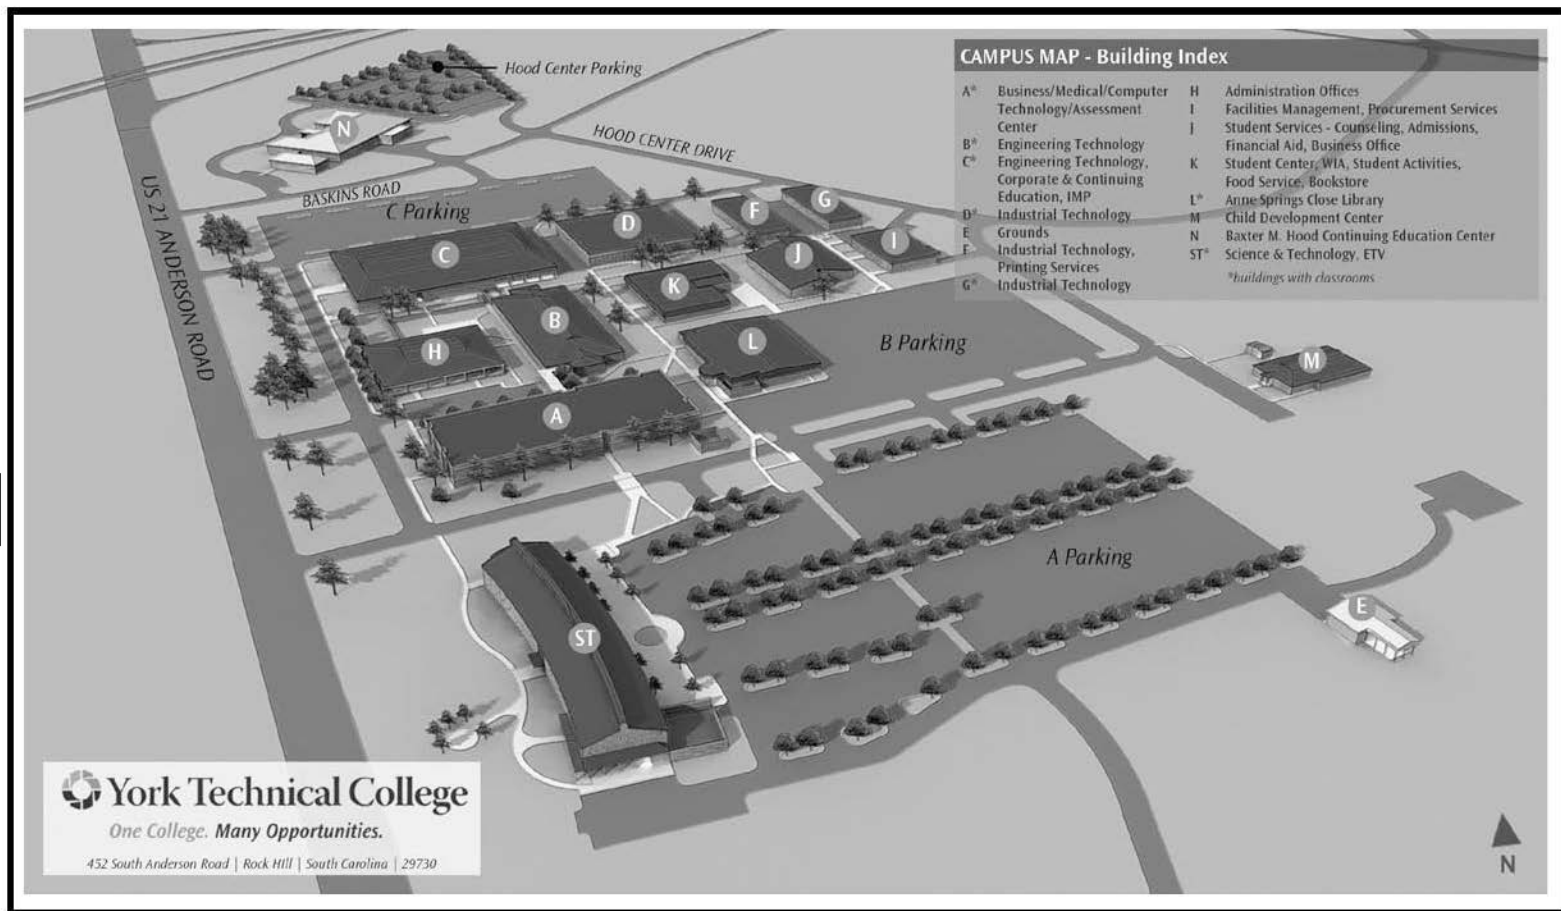 CAMPUS MAP - Building Index
A* Business/Medical/Computer
Technology/Assessment
Center
B* Engineering Technology
C* Engineering Technology,
Corporate & Continuing
Education, IMP
D* Industrial Technology
E Grounds
F Industrial Technology,
Printing Services
G* Industrial Technology
H Administration Offices
I Facilities Management, Procurement Services
J Student Services - Counseling, Admissions,
Financial Aid, Business Office
K Student Center, WIA, Student Activities,
Food Service, Bookstore
L* Anne Springs Close Library
M Child Development Center
N Baxter M. Hood Continuing Education Center
ST* Science & Technology, ETV
*buildings with classrooms
Hood Center Parking
N
HOOD CENTER DRIVE
BASKINS ROAD
US 21 ANDERSON ROAD
C Parking
G
F
D
I
J
C
K
B
L
H
B Parking
M
A
A Parking
E
ST
York Technical College
One College. Many Opportunities.
452 South Anderson Road | Rock Hill | South Carolina | 29730
N